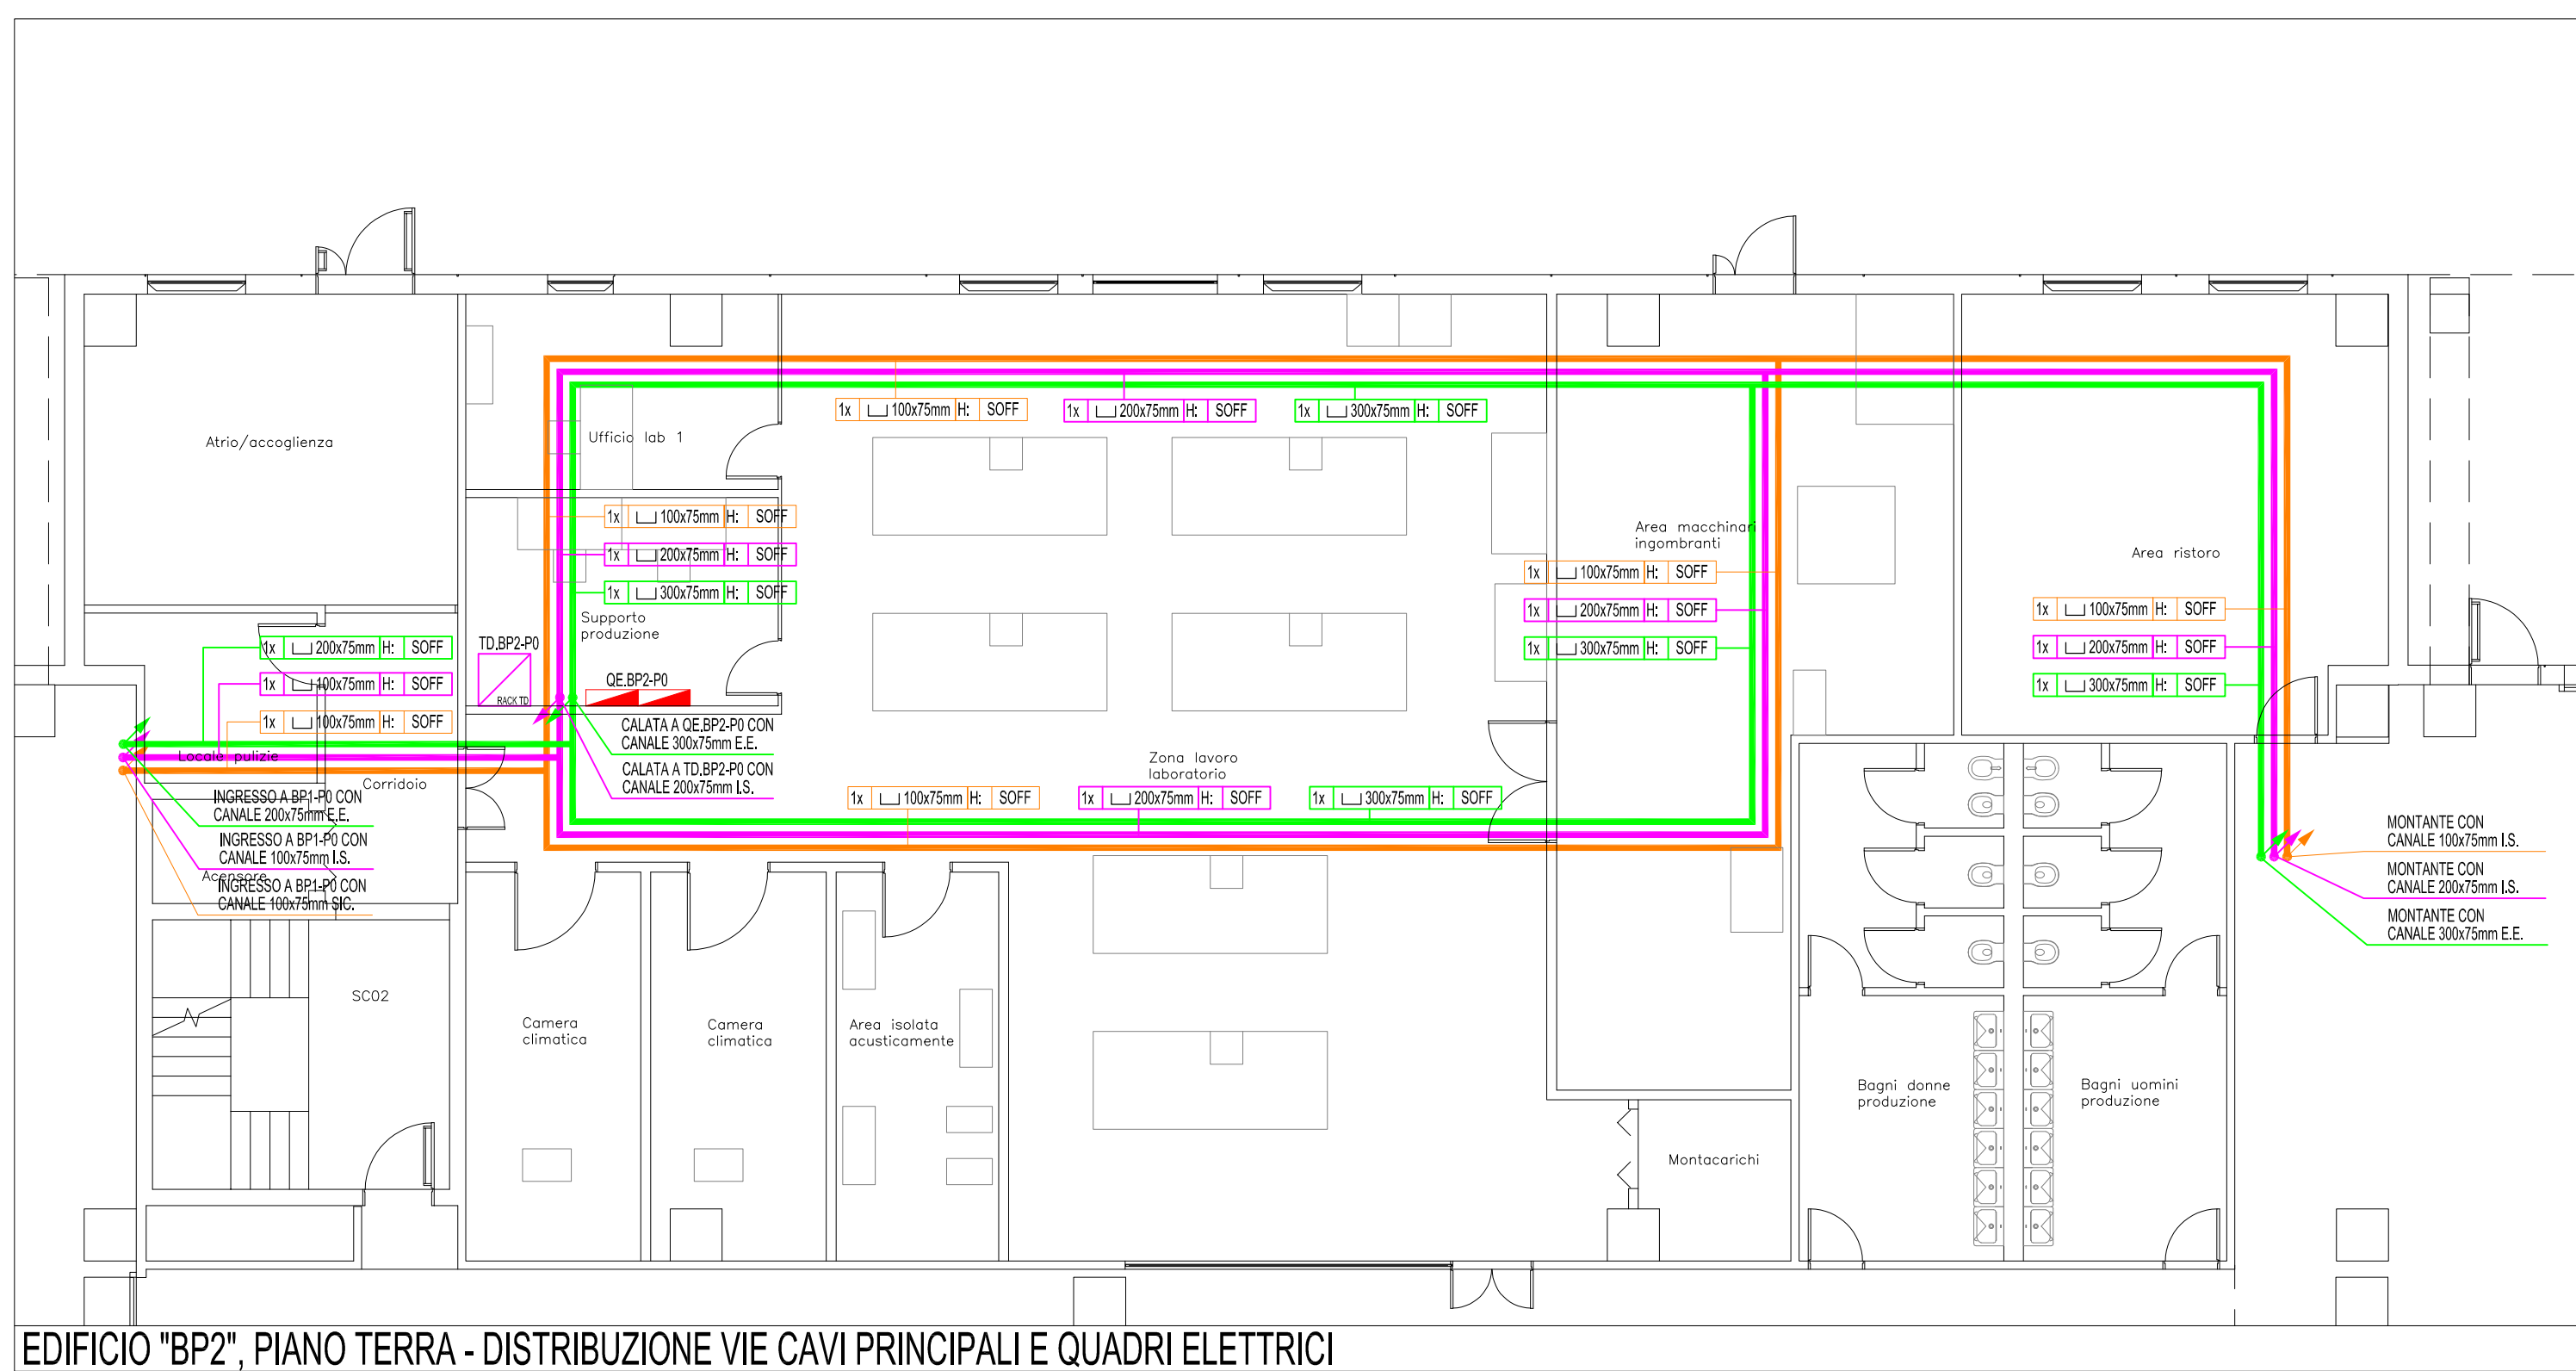 Atrio/accoglienza
Ufficio lab 1
1x 100x75mm H: SOFF
1x 200x75mm H: SOFF
1x 300x75mm H: SOFF
1x 100x75mm H: SOFF
1x 200x75mm H: SOFF
1x 300x75mm H: SOFF
Supporto
produzione
Area macchinari
ingombranti
1x 100x75mm H: SOFF
1x 200x75mm H: SOFF
1x 300x75mm H: SOFF
Area ristoro
1x 100x75mm H: SOFF
1x 200x75mm H: SOFF
1x 300x75mm H: SOFF
1x 200x75mm H: SOFF
1x 100x75mm H: SOFF
1x 100x75mm H: SOFF
TD.BP2-P0
RACK TD
QE.BP2-P0
CALATA A QE.BP2-P0 CON
CANALE 300x75mm E.E.
CALATA A TD.BP2-P0 CON
CANALE 200x75mm I.S.
Locale pulizie
Corridoio
INGRESSO A BP1-P0 CON
CANALE 200x75mm E.E.
INGRESSO A BP1-P0 CON
CANALE 100x75mm I.S.
Acensore
INGRESSO A BP1-P0 CON
CANALE 100x75mm SIC.
Zona lavoro
laboratorio
1x 100x75mm H: SOFF
1x 200x75mm H: SOFF
1x 300x75mm H: SOFF
MONTANTE CON
CANALE 100x75mm I.S.
MONTANTE CON
CANALE 200x75mm I.S.
MONTANTE CON
CANALE 300x75mm E.E.
SC02
Camera
climatica
Camera
climatica
Area isolata
acusticamente
Bagni donne
produzione
Bagni uomini
produzione
Montacarichi
EDIFICIO "BP2", PIANO TERRA - DISTRIBUZIONE VIE CAVI PRINCIPALI E QUADRI ELETTRICI